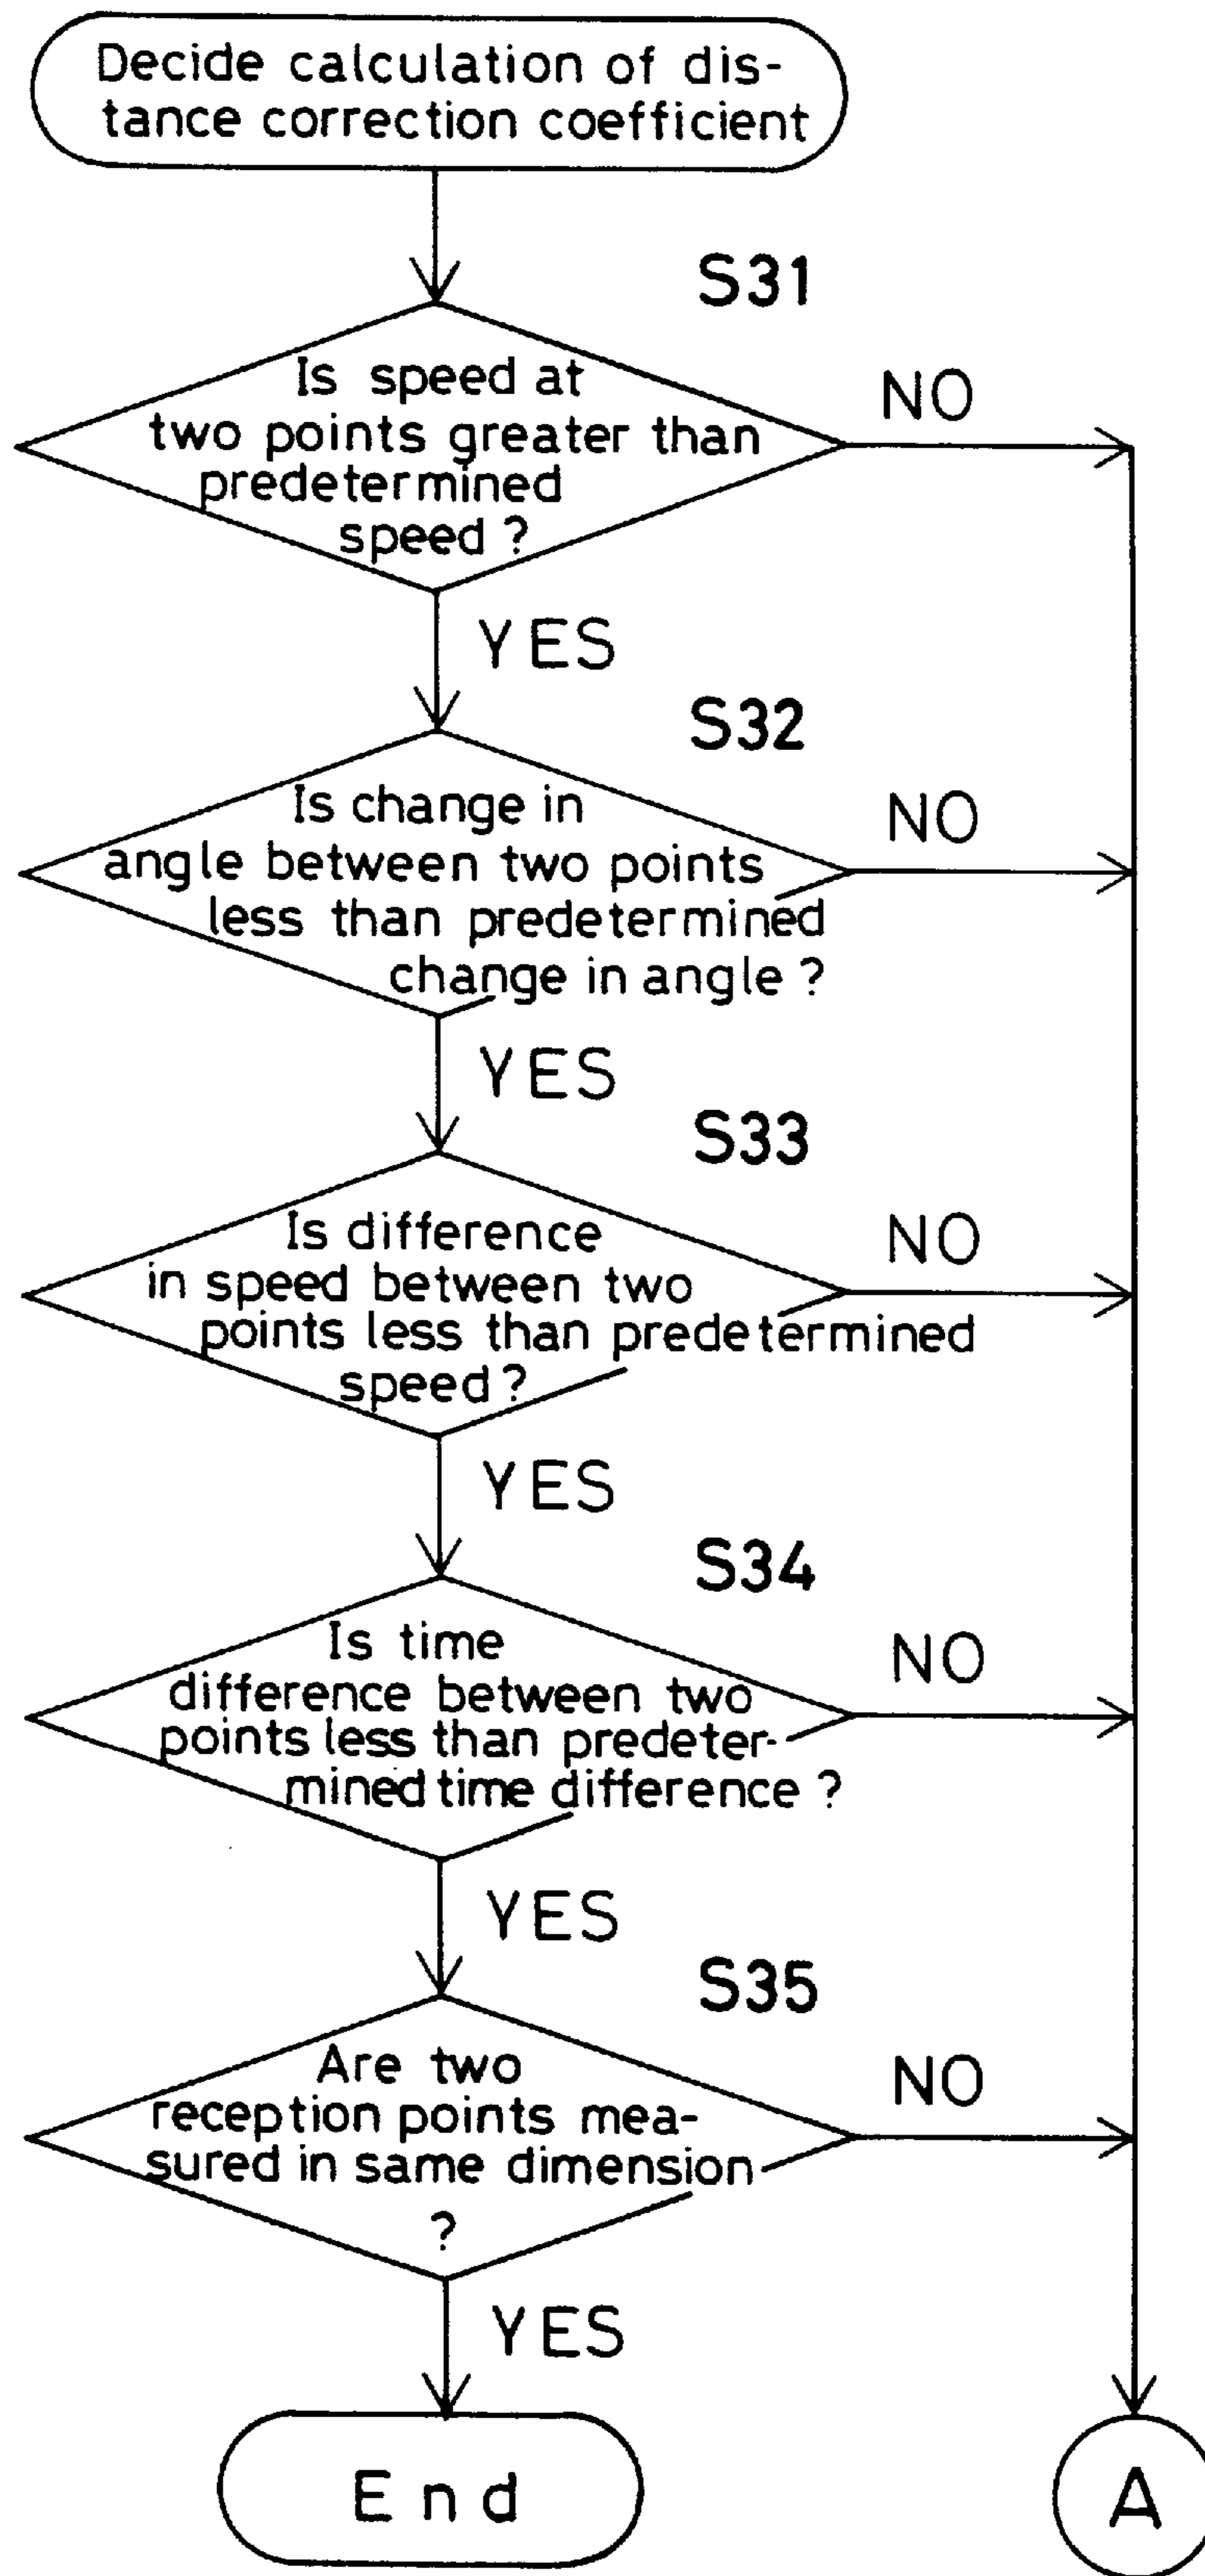 Decide calculation of dis-
tance correction coefficient
S31
Is speed at
two points greater than
predetermined
speed ?
NO
YES
S32
Is change in
angle between two points
less than predetermined
change in angle ?
NO
YES
S33
Is difference
in speed between two
points less than predetermined
speed ?
NO
YES
S34
Is time
difference between two
points less than predeter-
mined time difference ?
NO
YES
S35
Are two
reception points mea-
sured in same dimension
?
NO
YES
End
A